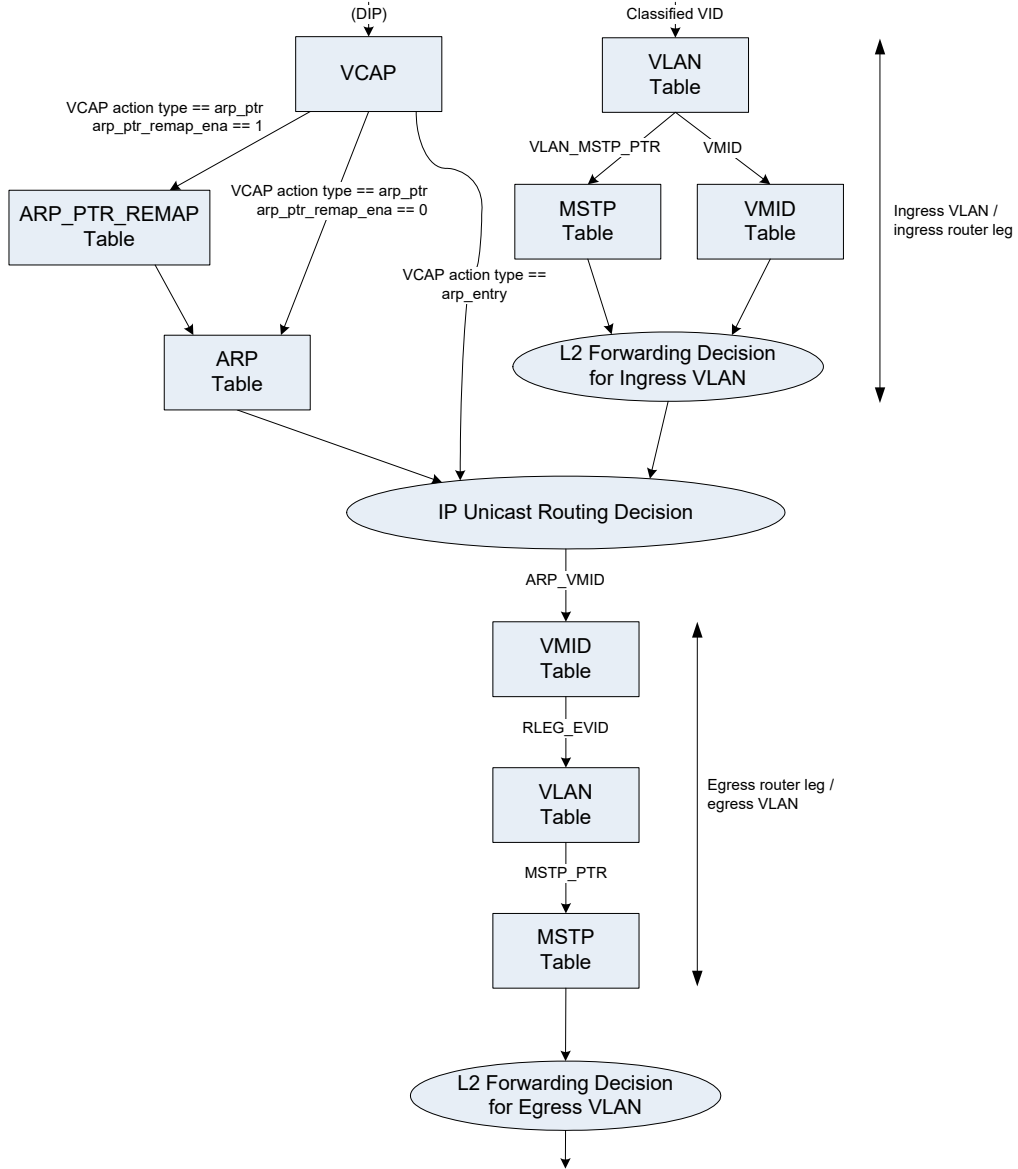 (DIP)
Classified VID
VCAP
VLAN
Table
VCAP action type == arp_ptr
arp_ptr_remap_ena == 1
VLAN_MSTP_PTR
VMID
VCAP action type == arp_ptr
arp_ptr_remap_ena == 0
ARP_PTR_REMAP
Table
MSTP
Table
VMID
Table
Ingress VLAN /
ingress router leg
VCAP action type ==
arp_entry
ARP
Table
L2 Forwarding Decision
for Ingress VLAN
IP Unicast Routing Decision
ARP_VMID
VMID
Table
RLEG_EVID
VLAN
Table
Egress router leg /
egress VLAN
MSTP_PTR
MSTP
Table
L2 Forwarding Decision
for Egress VLAN